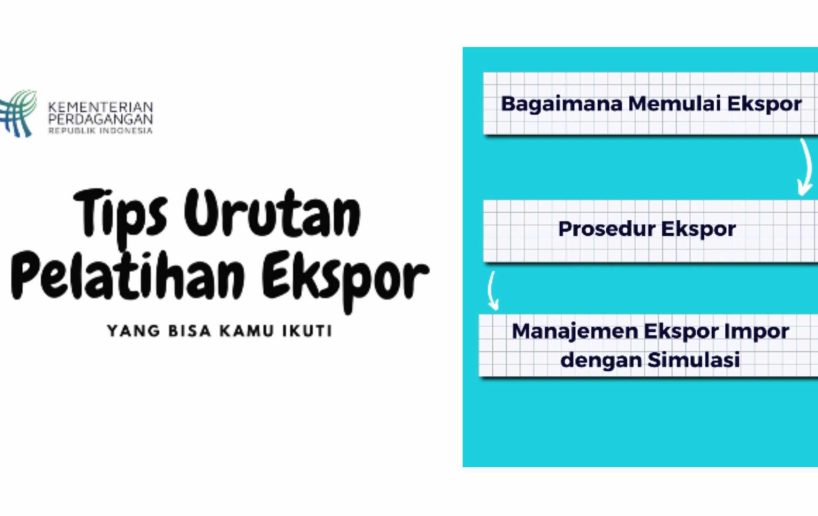 KEMENTERIAN
PERDAGANGAN
REPUBLIK INDONESIA
Tips Urutan
Pelatihan Ekspor
YANG BISA KAMU IKUTI
Bagaimana Memulai Ekspor
Prosedur Ekspor
Manajemen Ekspor Impor
dengan Simulasi